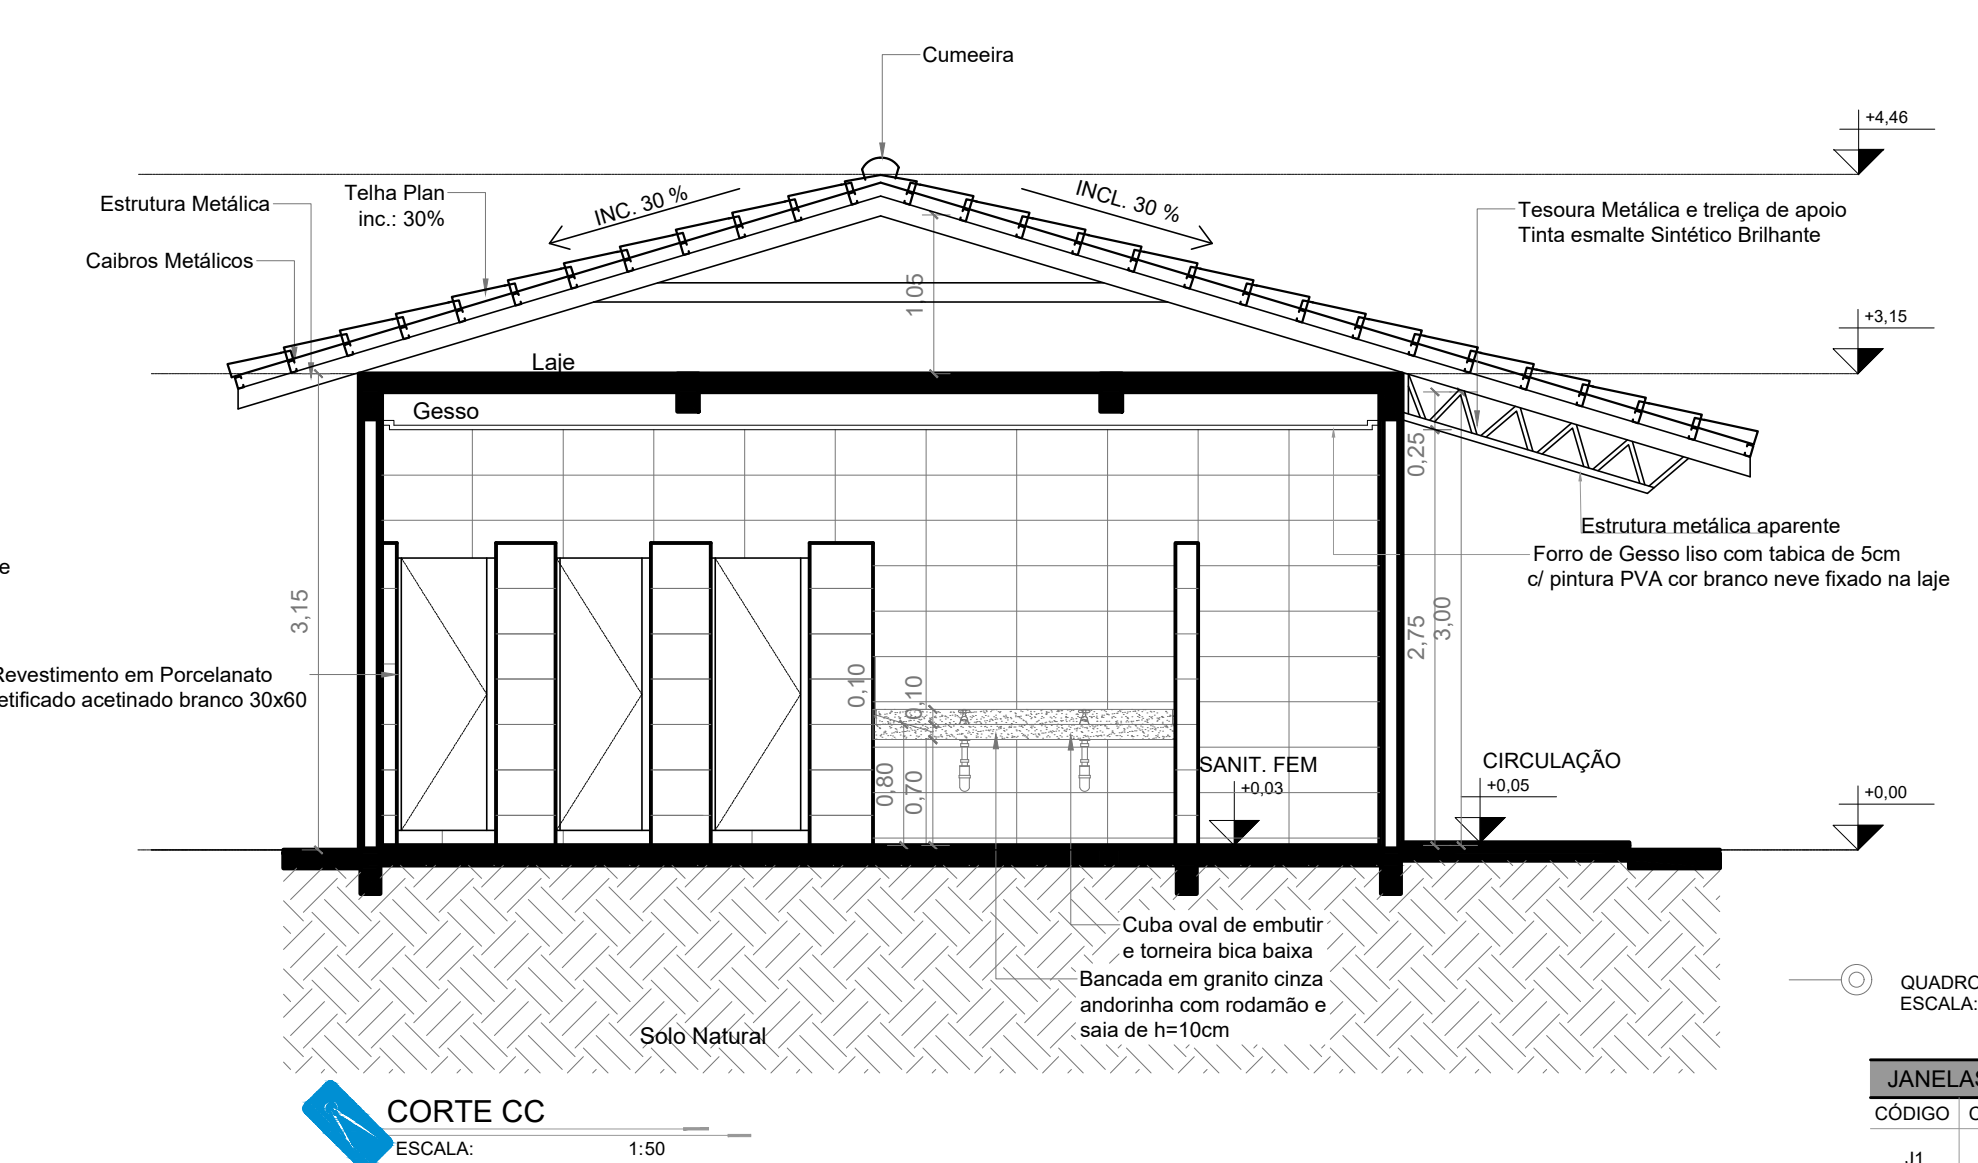 Cumeeira
+4,46
INC. 30 %
INCL. 30 %
Telha Plan
inc.: 30%
Estrutura Metálica
Caibros Metálicos
Tesoura Metálica e treliça de apoio
Tinta esmalte Sintético Brilhante
1,05
+3,15
Laje
Gesso
0,25
Estrutura metálica aparente
Forro de Gesso liso com tabica de 5cm
c/ pintura PVA cor branco neve fixado na laje
e
3,15
2,75
3,00
Revestimento em Porcelanato
etificado acetinado branco 30x60
0,10
0,10
0,80
0,70
SANIT. FEM
+0,03
CIRCULAÇÃO
+0,05
+0,00
Cuba oval de embutir
e torneira bica baixa
Bancada em granito cinza
andorinha com rodamão e
saia de h=10cm
Solo Natural
QUADRO
ESCALA:
CORTE CC
ESCALA: 1:50
JANELAS
CÓDIGO
J1